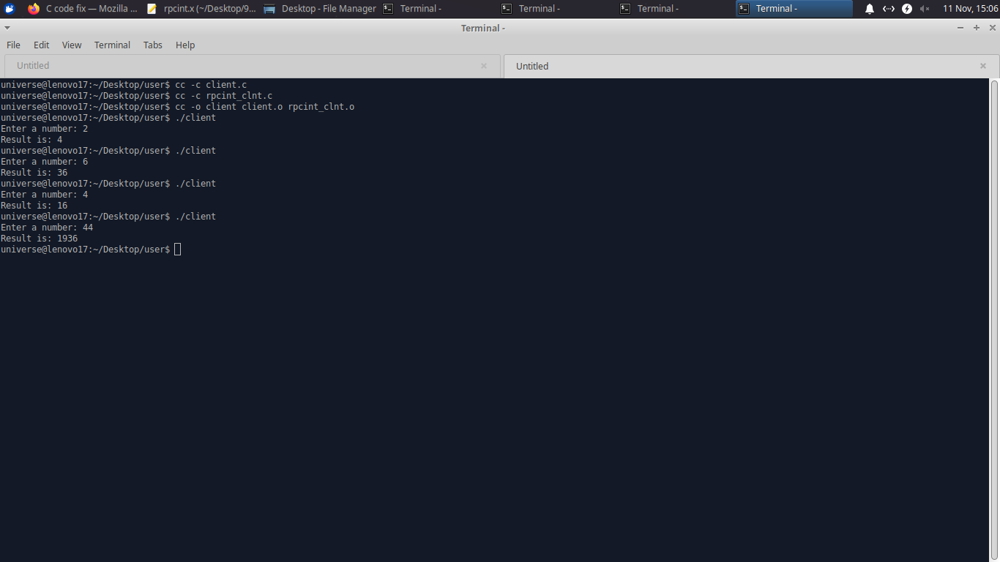 C code fix — Mozilla ... rpcint.x (~/Desktop/9... Desktop - File Manager Terminal - Terminal - Terminal - Terminal - 11 Nov, 15:06
Terminal -
File Edit View Terminal Tabs Help
Untitled Untitled
universe@lenovo17:~/Desktop/user$ cc -c client.c
universe@lenovo17:~/Desktop/user$ cc -c rpcint_clnt.c
universe@lenovo17:~/Desktop/user$ cc -o client client.o rpcint_clnt.o
universe@lenovo17:~/Desktop/user$ ./client
Enter a number: 2
Result is: 4
universe@lenovo17:~/Desktop/user$ ./client
Enter a number: 6
Result is: 36
universe@lenovo17:~/Desktop/user$ ./client
Enter a number: 4
Result is: 16
universe@lenovo17:~/Desktop/user$ ./client
Enter a number: 44
Result is: 1936
universe@lenovo17:~/Desktop/user$